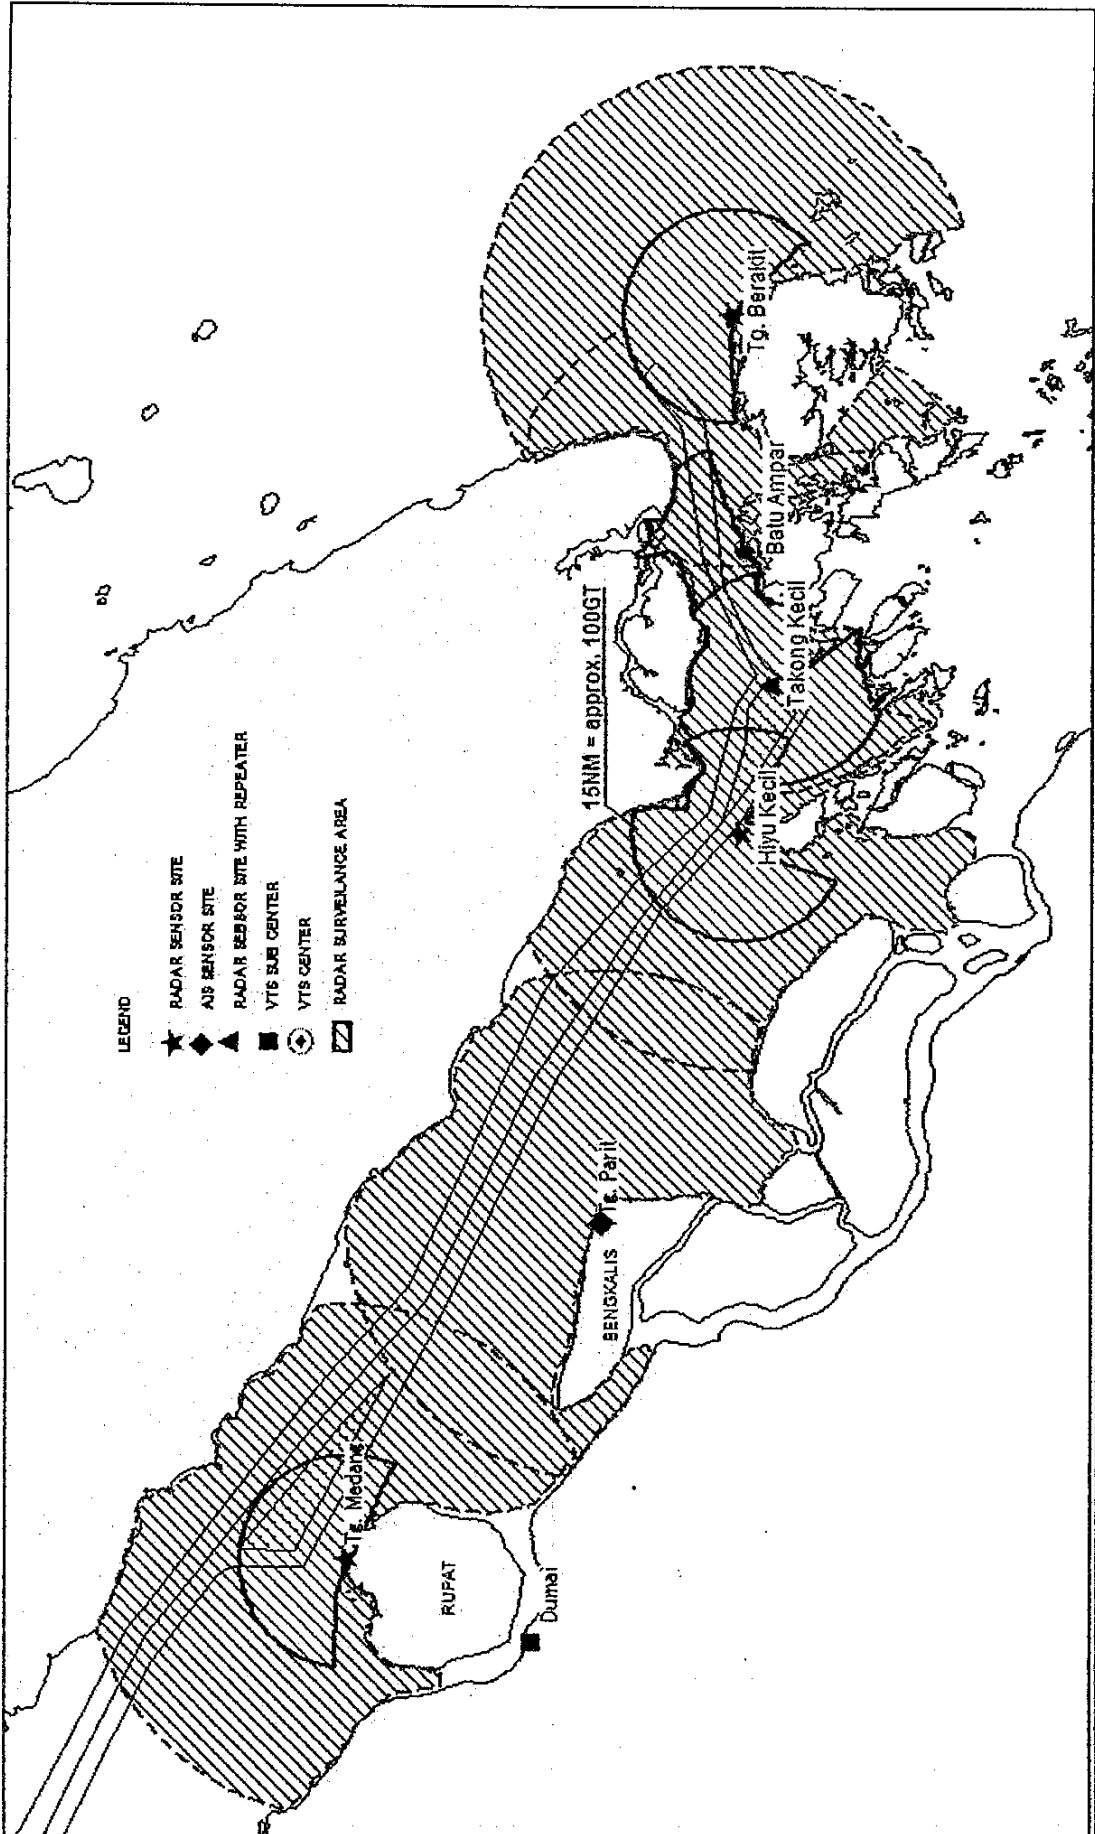 LEGEND
RADAR SENSOR SITE
AIS SENSOR SITE
RADAR SEBSOR SITE WITH REPEATER
VTS SUB CENTER
VTS CENTER
RADAR SURVEILANCE AREA
15NM = approx. 100GT
Tg. Medang
RUPAT
Dumai
BENGKALIS
Tg. Parit
Hiyu Kecil
Takong Kecil
Batu Ampar
Tg. Berakit